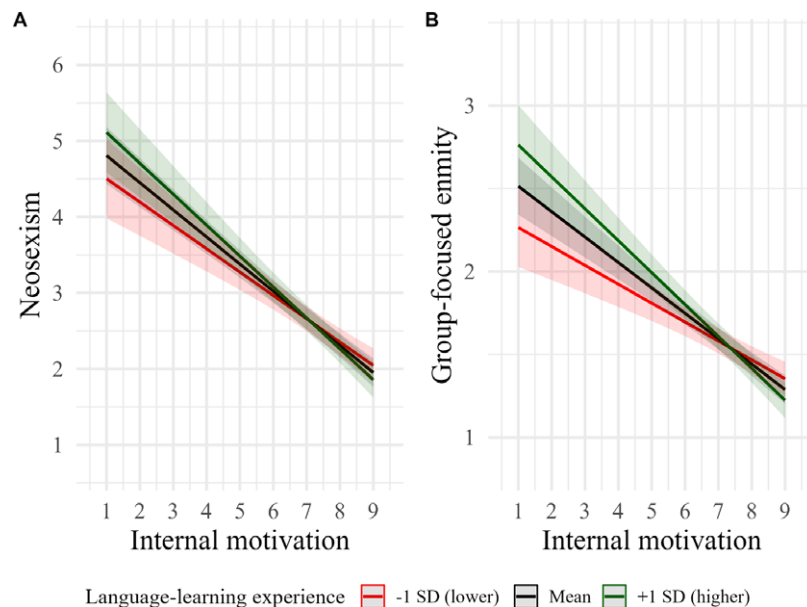 A
Neosexism
6
5
4
3
2
1
1 2 3 4 5 6 7 8 9
Internal motivation
B
Group-focused enmity
3
2
1
1 2 3 4 5 6 7 8 9
Internal motivation
Language-learning experience -1 SD (lower) Mean +1 SD (higher)